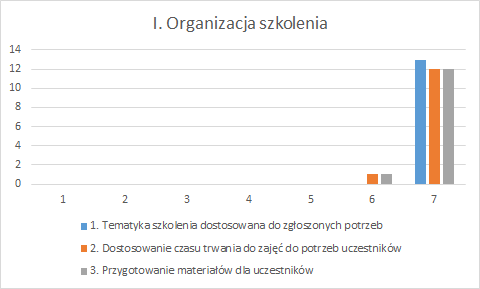 I. Organizacja szkolenia
14
12
10
8
6
4
2
0
1 2 3 4 5 6 7
1. Tematyka szkolenia dostosowana do zgłoszonych potrzeb
2. Dostosowanie czasu trwania do zajęć do potrzeb uczestników
3. Przygotowanie materiałów dla uczestników